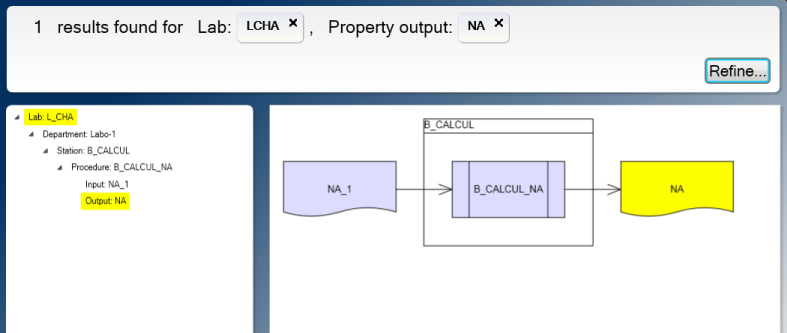 1 results found for Lab: LCHA × , Property output: NA ×
Refine...
Lab: L_CHA
Department: Labo-1
Station: B_CALCUL
Procedure: B_CALCUL_NA
Input: NA_1
Output: NA
B_CALCUL
NA_1
B_CALCUL_NA
NA